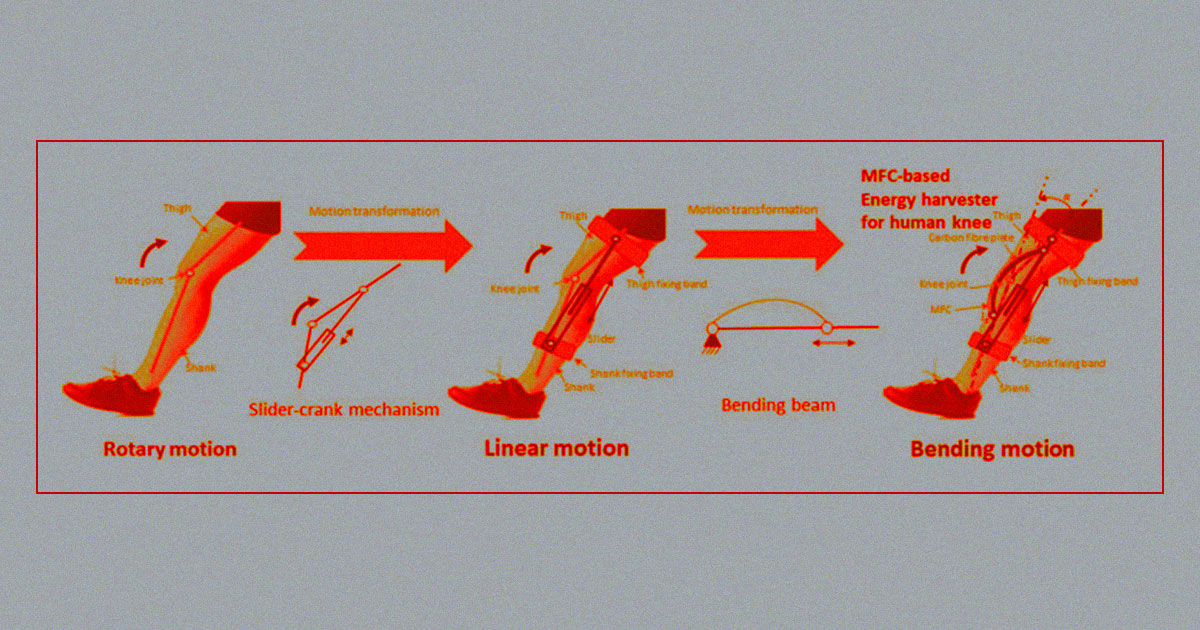 MFC-based
Energy harvester
for human knee
Thigh
Knee joint
Shank
Rotary motion
Motion transformation
Slider-crank mechanism
Thigh
Knee joint
Thigh fixing band
Slider
Shank fixing band
Shank
Linear motion
Motion transformation
Bending beam
Thigh
α
Carbon fibre plate
Knee joint
Thigh fixing band
MFC
Slider
Shank fixing band
Shank
Bending motion